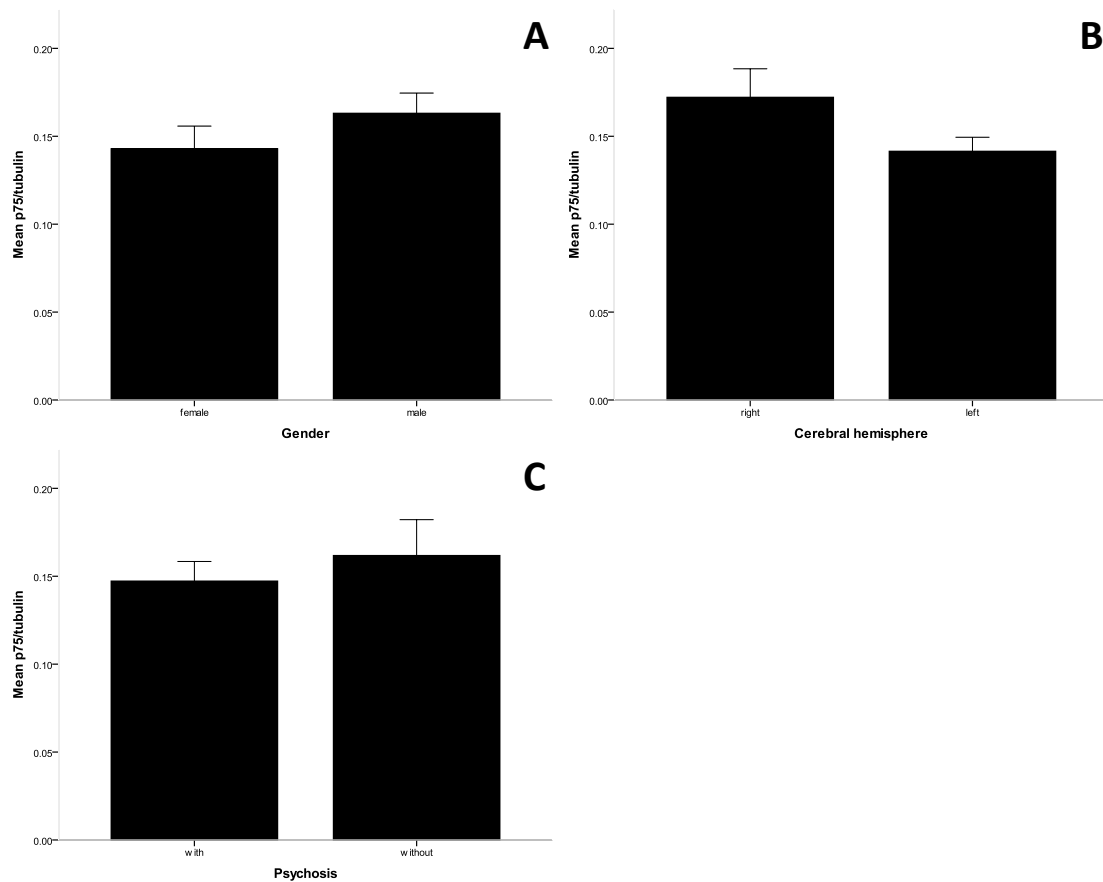 A
0.20
0.15
0.10
0.05
0.00
Mean p75/tubulin
female male
Gender
B
0.20
0.15
0.10
0.05
0.00
Mean p75/tubulin
right left
Cerebral hemisphere
C
0.20
0.15
0.10
0.05
0.00
Mean p75/tubulin
with without
Psychosis